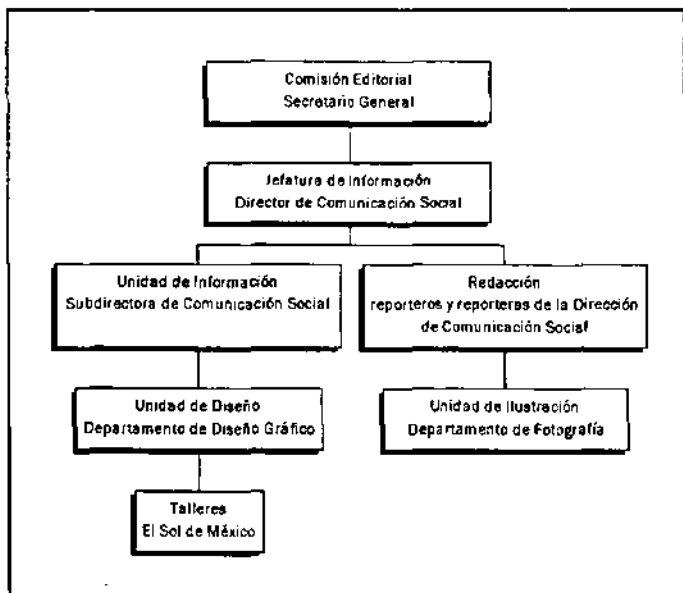 Comisión Editorial
Secretario General
Jefatura de Información
Director de Comunicación Social
Unidad de Información
Subdirectora de Comunicación Social
Redacción
reporteros y reporteras de la Dirección
de Comunicación Social
Unidad de Diseño
Departamento de Diseño Gráfico
Unidad de Ilustración
Departamento de Fotografía
Talleres
El Sol de México